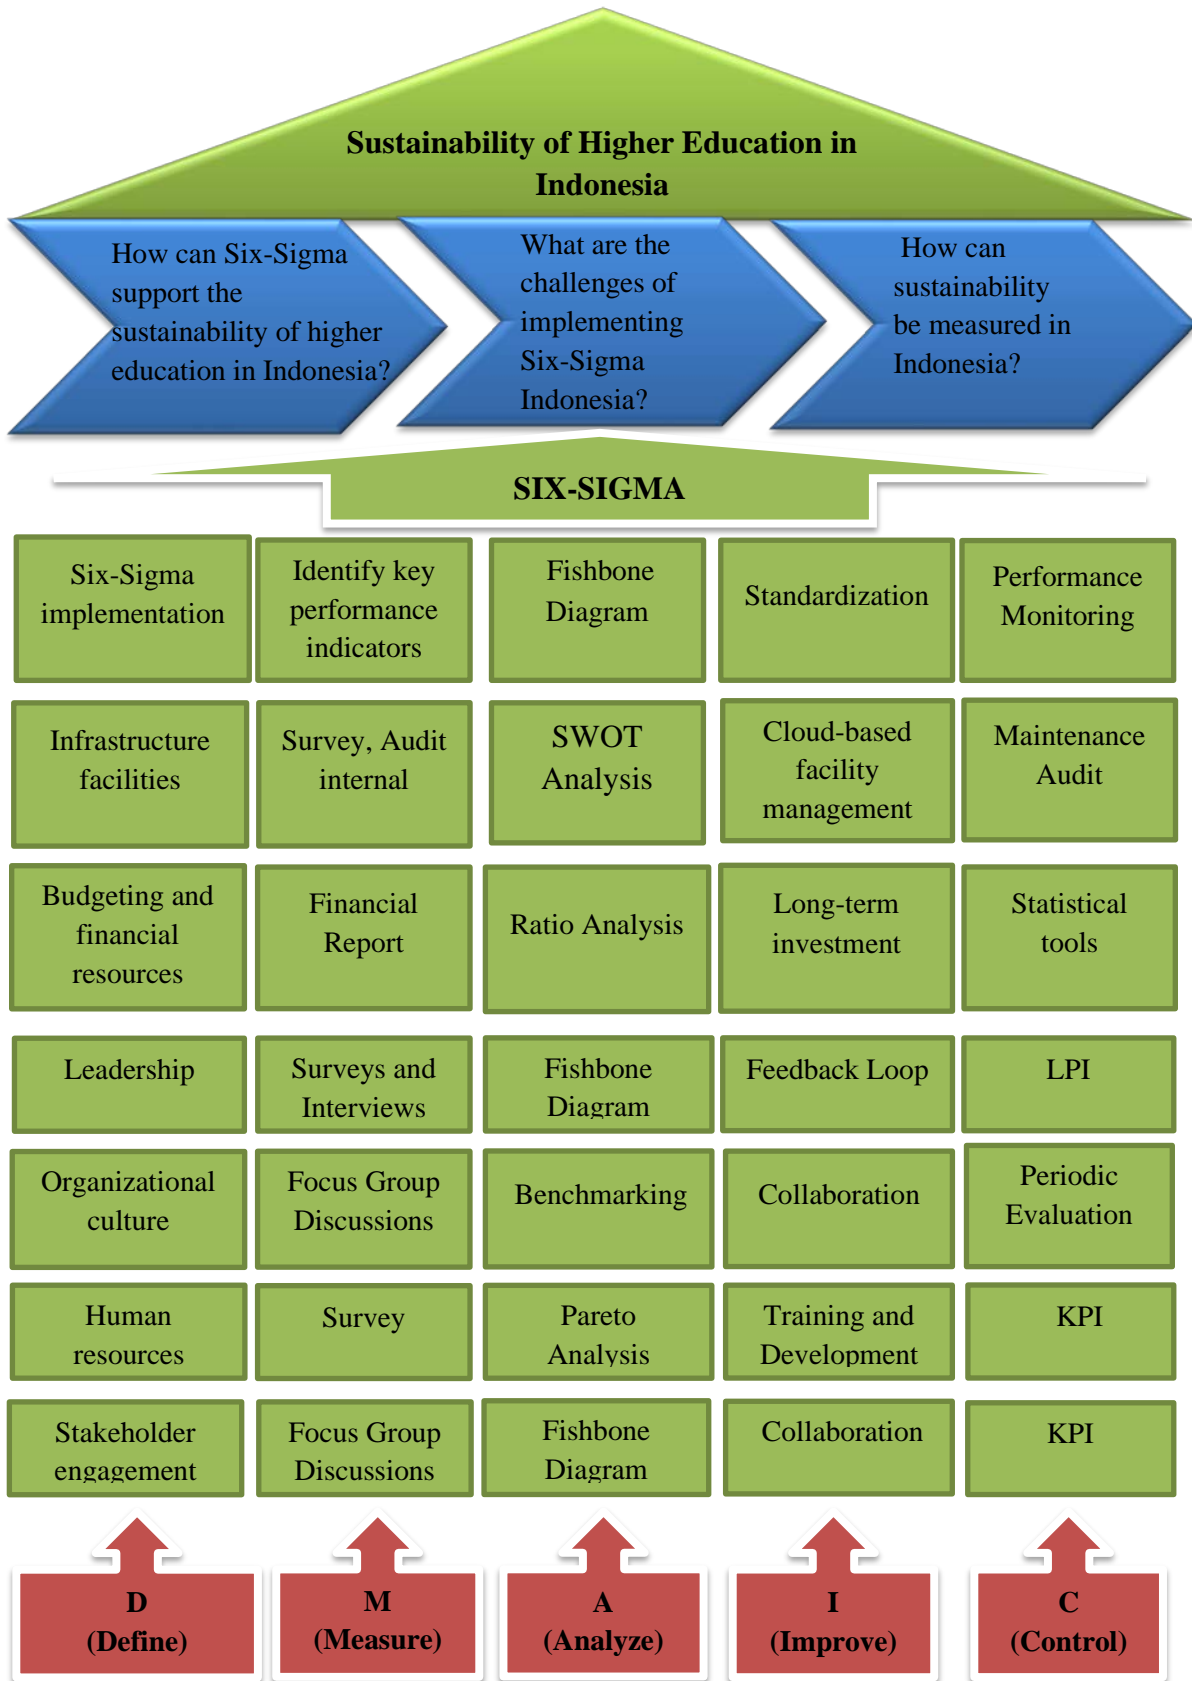 Sustainability of Higher Education in
Indonesia
How can Six-Sigma
support the
sustainability of higher
education in Indonesia?
What are the
challenges of
implementing
Six-Sigma
Indonesia?
How can
sustainability
be measured in
Indonesia?
SIX-SIGMA
Six-Sigma
implementation
Identify key
performance
indicators
Fishbone
Diagram
Standardization
Performance
Monitoring
Infrastructure
facilities
Survey, Audit
internal
SWOT
Analysis
Cloud-based
facility
management
Maintenance
Audit
Budgeting and
financial
resources
Financial
Report
Ratio Analysis
Long-term
investment
Statistical
tools
Leadership
Surveys and
Interviews
Fishbone
Diagram
Feedback Loop
LPI
Organizational
culture
Focus Group
Discussions
Benchmarking
Collaboration
Periodic
Evaluation
Human
resources
Survey
Pareto
Analysis
Training and
Development
KPI
Stakeholder
engagement
Focus Group
Discussions
Fishbone
Diagram
Collaboration
KPI
D
(Define)
M
(Measure)
A
(Analyze)
I
(Improve)
C
(Control)